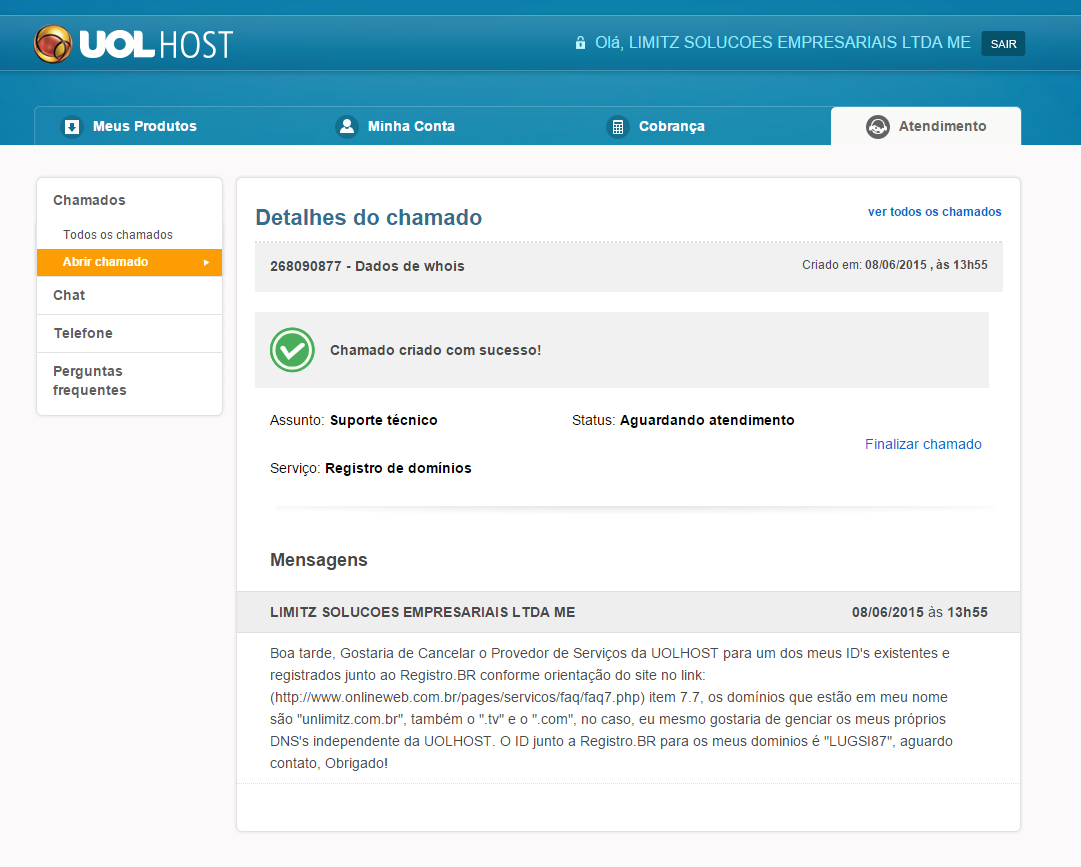 UOLHOST
Olá, LIMITZ SOLUCOES EMPRESARIAIS LTDA ME SAIR
Meus Produtos Minha Conta Cobrança Atendimento
Chamados
Todos os chamados
Abrir chamado
Chat
Telefone
Perguntas
frequentes
Detalhes do chamado ver todos os chamados
268090877 - Dados de whois Criado em: 08/06/2015 , às 13h55
Chamado criado com sucesso!
Assunto: Suporte técnico Status: Aguardando atendimento
Finalizar chamado
Serviço: Registro de domínios
Mensagens
LIMITZ SOLUCOES EMPRESARIAIS LTDA ME 08/06/2015 às 13h55
Boa tarde, Gostaria de Cancelar o Provedor de Serviços da UOLHOST para um dos meus ID's existentes e
registrados junto ao Registro.BR conforme orientação do site no link:
(http://www.onlineweb.com.br/pages/servicos/faq/faq7.php) item 7.7, os domínios que estão em meu nome
são "unlimitz.com.br", também o ".tv" e o ".com", no caso, eu mesmo gostaria de genciar os meus próprios
DNS's independente da UOLHOST. O ID junto a Registro.BR para os meus dominios é "LUGSI87", aguardo
contato, Obrigado!